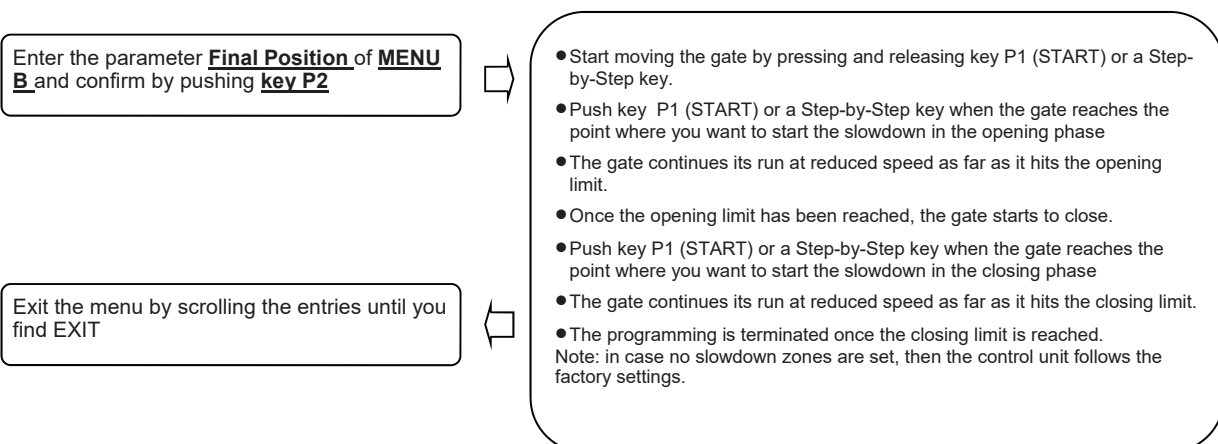 Enter the parameter Final Position of MENU
B and confirm by pushing key P2
●Start moving the gate by pressing and releasing key P1 (START) or a Step-
by-Step key.
●Push key P1 (START) or a Step-by-Step key when the gate reaches the
point where you want to start the slowdown in the opening phase
●The gate continues its run at reduced speed as far as it hits the opening
limit.
●Once the opening limit has been reached, the gate starts to close.
●Push key P1 (START) or a Step-by-Step key when the gate reaches the
point where you want to start the slowdown in the closing phase
●The gate continues its run at reduced speed as far as it hits the closing limit.
●The programming is terminated once the closing limit is reached.
Note: in case no slowdown zones are set, then the control unit follows the
factory settings.
Exit the menu by scrolling the entries until you
find EXIT